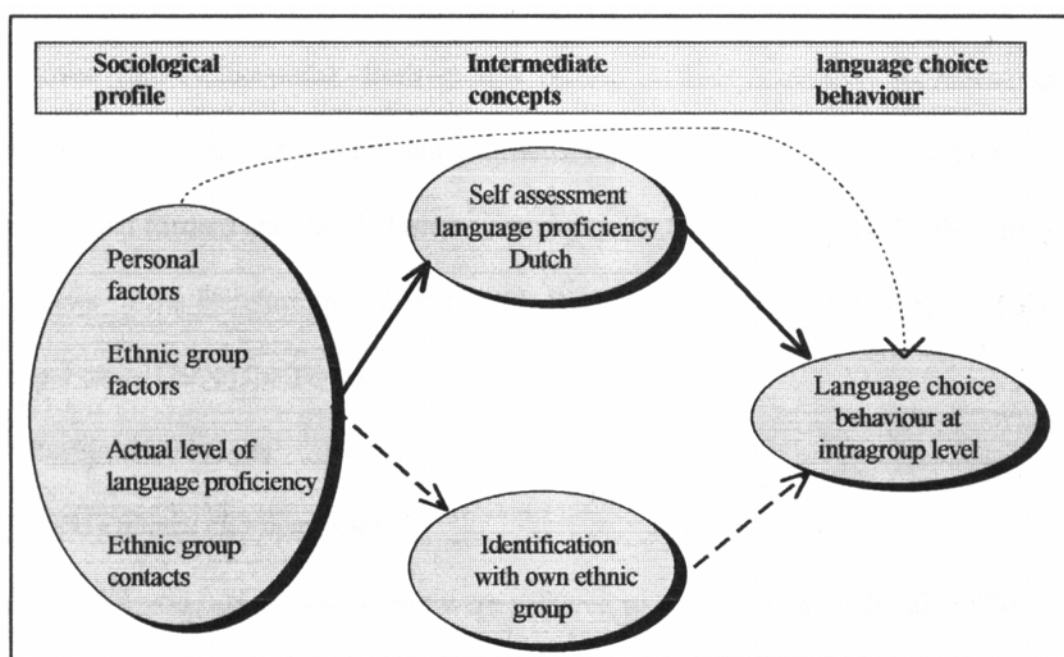 Sociological
profile
Intermediate
concepts
language choice
behaviour
Self assessment
language proficiency
Dutch
Personal
factors
Ethnic group
factors
Actual level of
language proficiency
Ethnic group
contacts
Language choice
behaviour at
intragroup level
Identification
with own ethnic
group